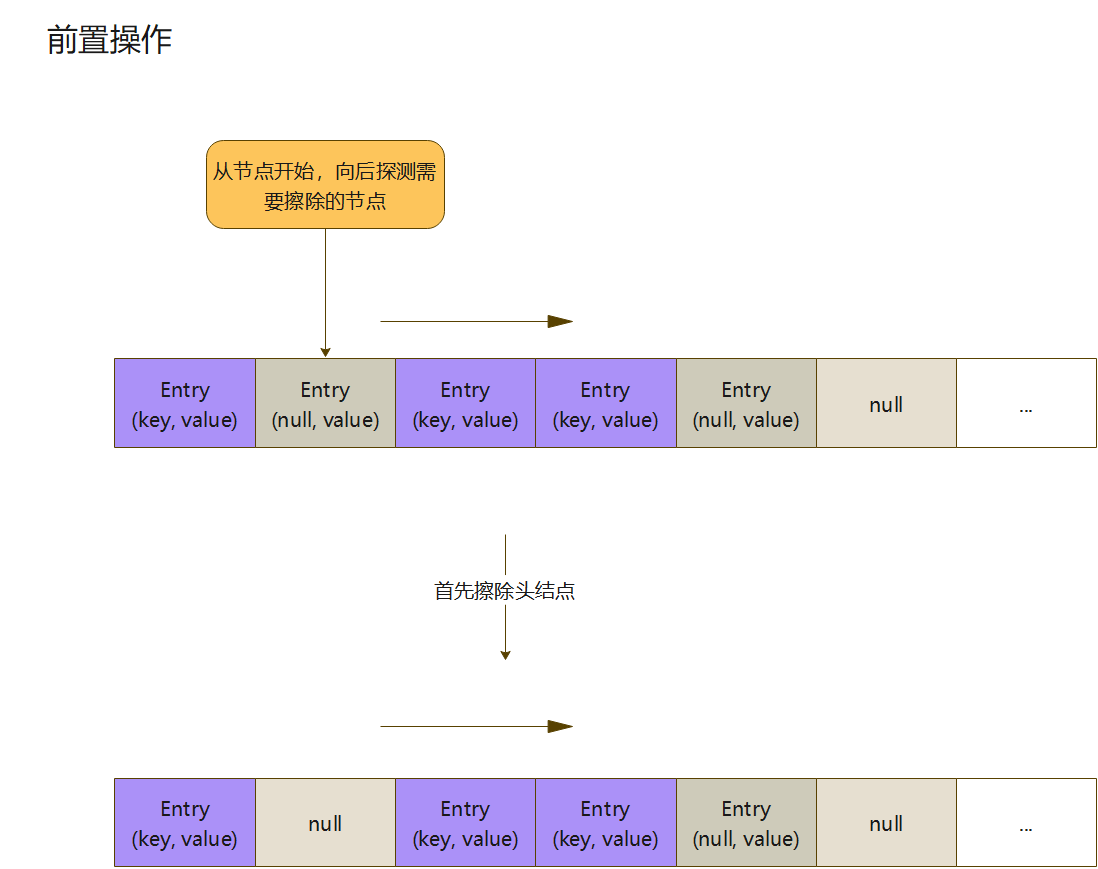 前置操作
从节点开始，向后探测需
要擦除的节点
Entry
(key, value)
Entry
(null, value)
Entry
(key, value)
Entry
(key, value)
Entry
(null, value)
null
...
首先擦除头结点
Entry
(key, value)
null
Entry
(key, value)
Entry
(key, value)
Entry
(null, value)
null
...